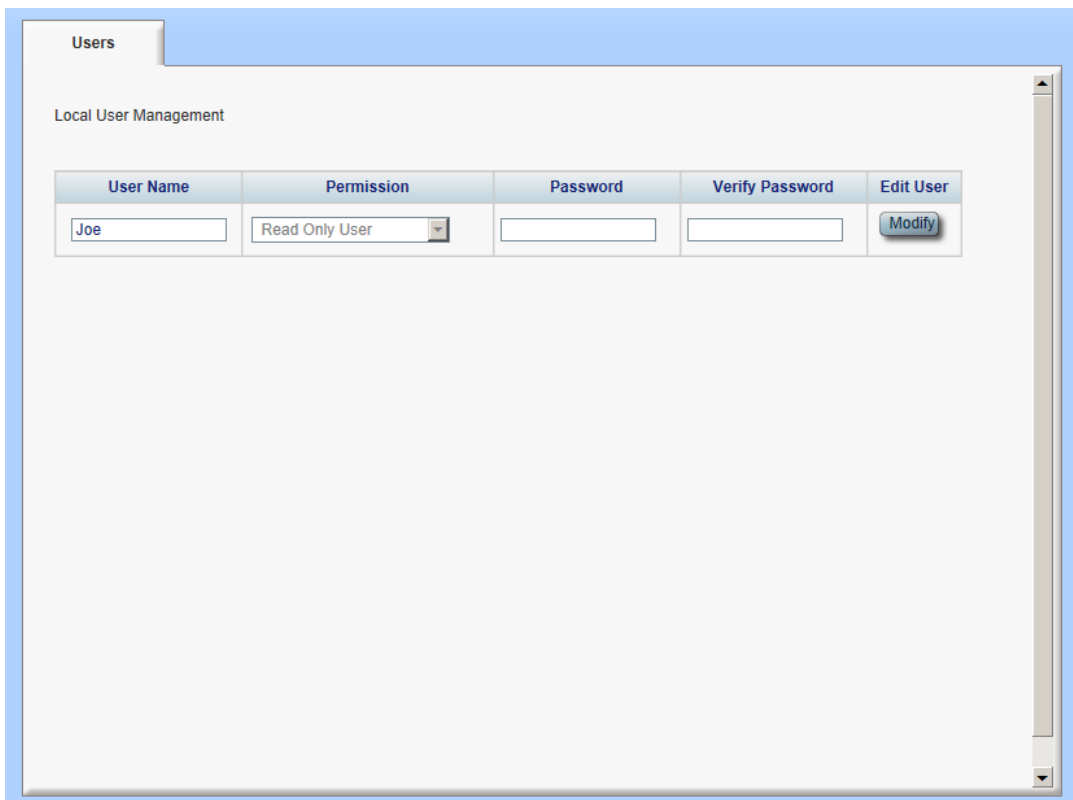 Users
Local User Management
User Name Permission Password Verify Password Edit User
Joe Read Only User Modify